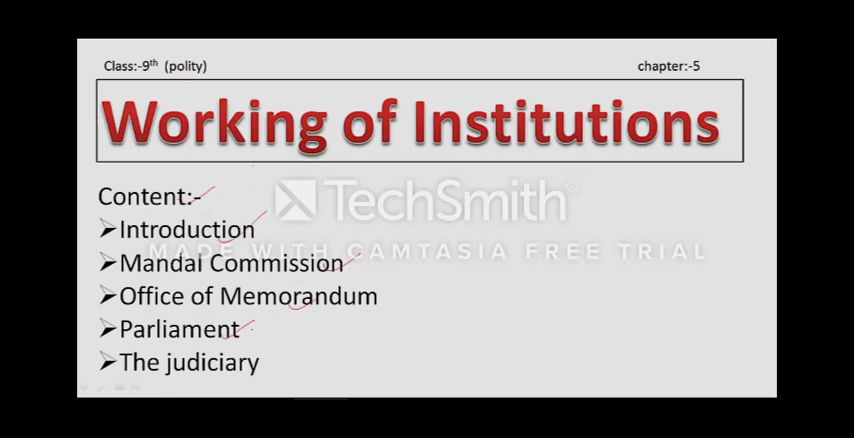 Class:-9th (polity)
chapter:-5
Working of Institutions
Content:-
TechSmith®
➢Introduction
MADE WITH CAMTASIA FREE TRIAL
➢Mandal Commission
➢Office of Memorandum
➢Parliament
➢The judiciary